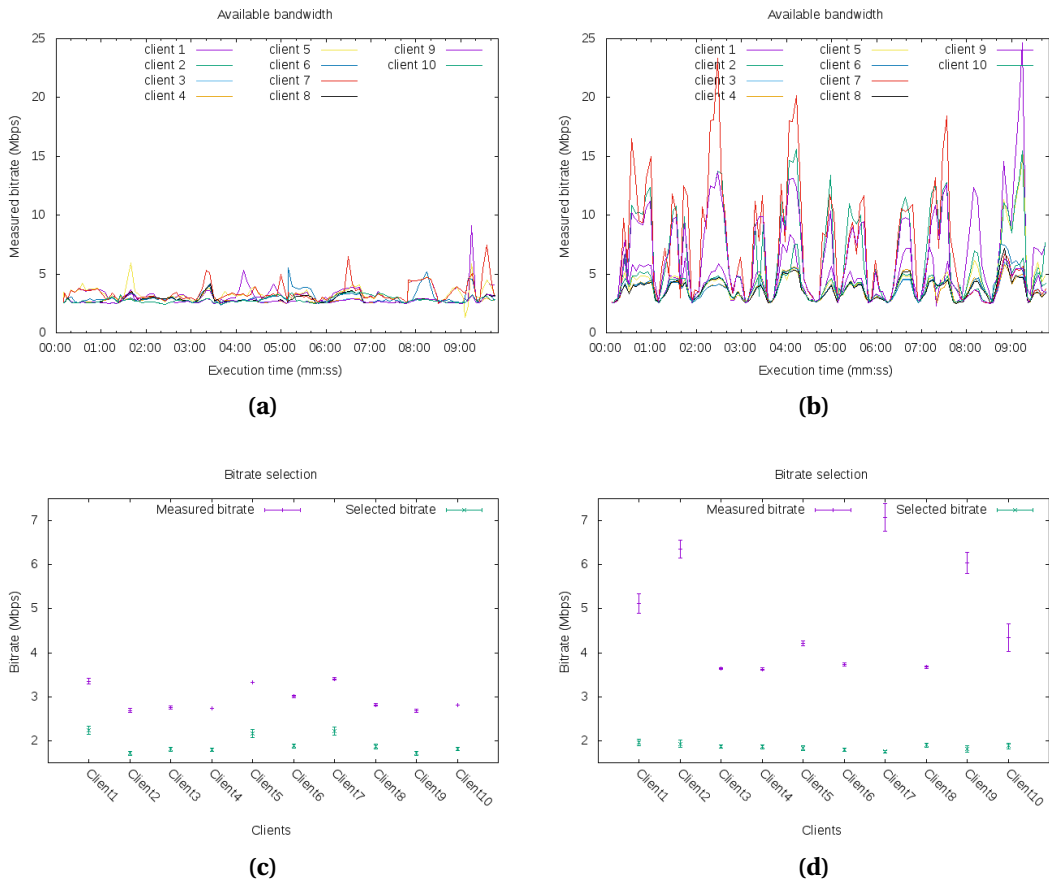 Available bandwidth
25
20
15
10
5
0
Measured bitrate (Mbps)
client 1
client 2
client 3
client 4
client 5
client 6
client 7
client 8
client 9
client 10
00:00 01:00 02:00 03:00 04:00 05:00 06:00 07:00 08:00 09:00
Execution time (mm:ss)
(a)
Available bandwidth
25
20
15
10
5
0
Measured bitrate (Mbps)
client 1
client 2
client 3
client 4
client 5
client 6
client 7
client 8
client 9
client 10
00:00 01:00 02:00 03:00 04:00 05:00 06:00 07:00 08:00 09:00
Execution time (mm:ss)
(b)
Bitrate selection
7
6
5
4
3
2
Bitrate (Mbps)
Measured bitrate Selected bitrate
Client1 Client2 Client3 Client4 Client5 Client6 Client7 Client8 Client9 Client10
Clients
(c)
Bitrate selection
7
6
5
4
3
2
Bitrate (Mbps)
Measured bitrate Selected bitrate
Client1 Client2 Client3 Client4 Client5 Client6 Client7 Client8 Client9 Client10
Clients
(d)